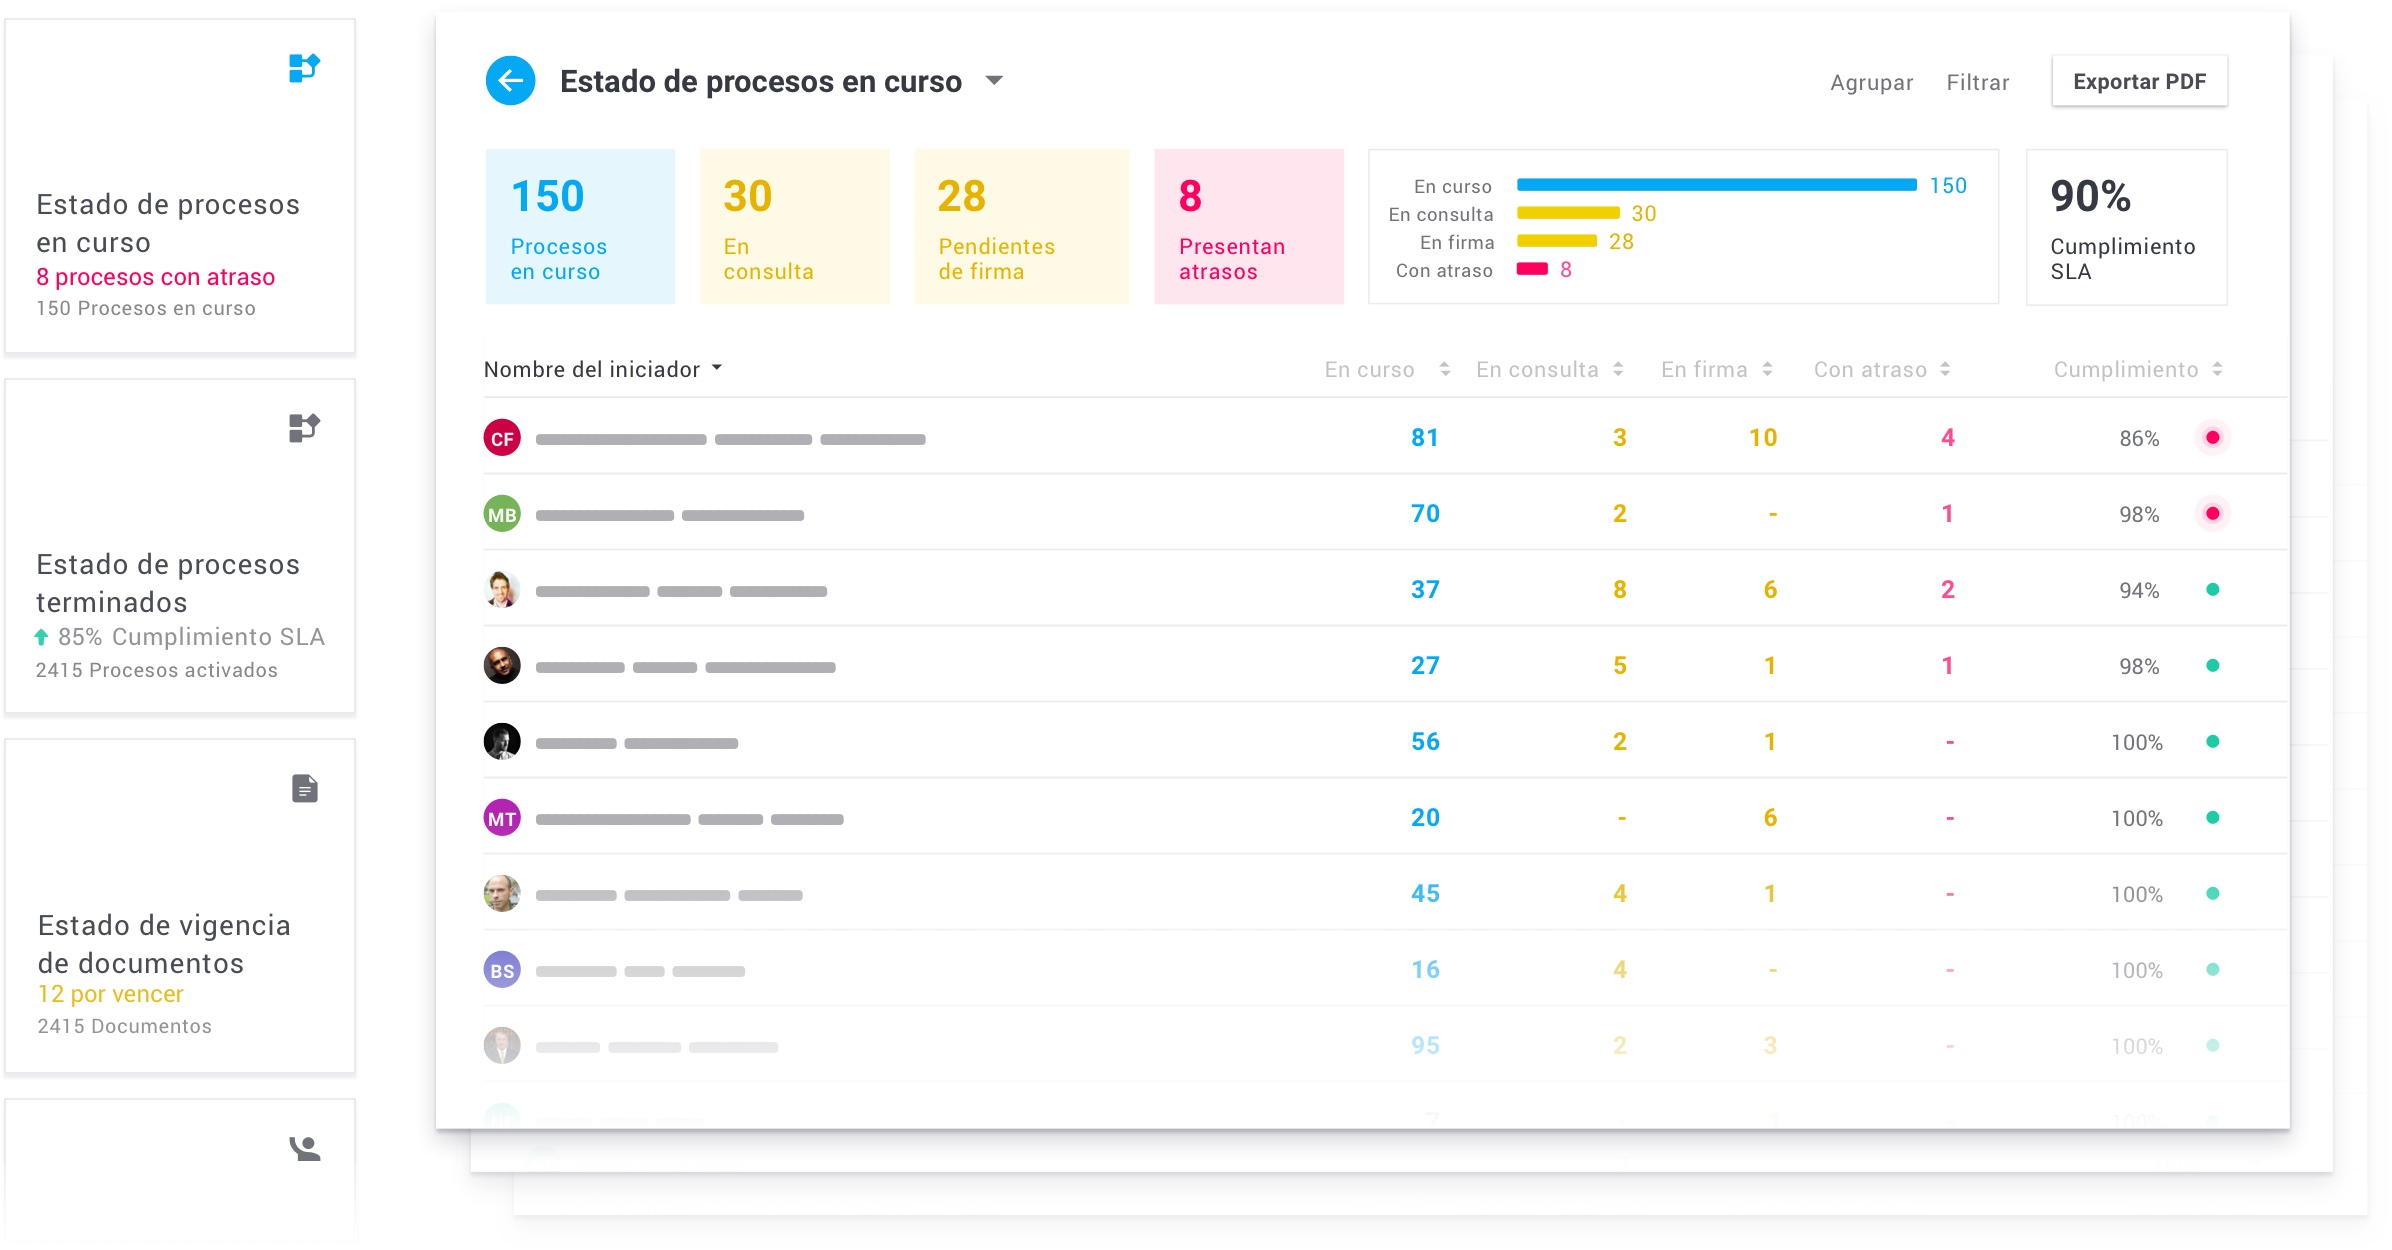 Estado de procesos
en curso
8 procesos con atraso
150 Procesos en curso
Estado de procesos
terminados
85% Cumplimiento SLA
2415 Procesos activados
Estado de vigencia
de documentos
12 por vencer
2415 Documentos
Estado de procesos en curso
Agrupar Filtrar Exportar PDF
150
Procesos
en curso
30
En
consulta
28
Pendientes
de firma
8
Presentan
atrasos
En curso 150
En consulta 30
En firma 28
Con atraso 8
90%
Cumplimiento
SLA
Nombre del iniciador En curso En consulta En firma Con atraso Cumplimiento
CF 81 3 10 4 86%
MB 70 2 - 1 98%
37 8 6 2 94%
27 5 1 1 98%
56 2 1 - 100%
MT 20 - 6 - 100%
45 4 1 - 100%
BS 16 4 - - 100%
95 2 3 - 100%